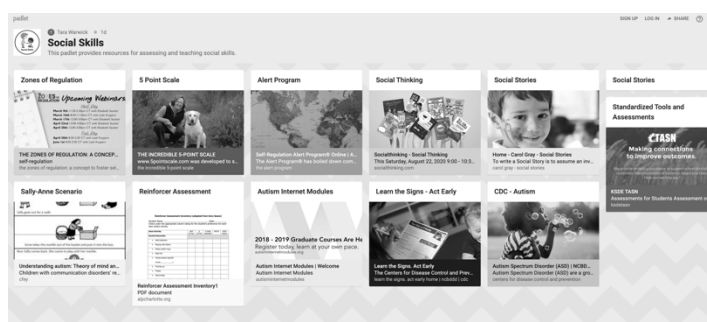 padlet
SIGN UP LOG IN SHARE
Tara Warwick + 1d
Social Skills
This padlet provides resources for assessing and teaching social skills.
Zones of Regulation
Upcoming Webinars
THE ZONES OF REGULATION: A CONCEP...
self-regulation
the zones of regulation: a concept to foster sel...
5 Point Scale
THE INCREDIBLE 5-POINT SCALE
www.5pointscale.com was developed to s...
the incredible 5-point scale
Alert Program
Self-Regulation Alert Program® Online | A...
The Alert Program® has boiled down com...
the alert program
Social Thinking
Socialthinking - Social Thinking
This Saturday, August 22, 2020 9:00 - 10:3...
socialthinking.com
Social Stories
Home - Carol Gray - Social Stories
To write a Social Story is to assume an inv...
carol gray - social stories
Social Stories
Standardized Tools and
Assessments
TASN
Making connections
to improve outcomes.
KSDE TASN
Assessments for Students Assessment o
Sally-Anne Scenario
Understanding autism: Theory of mind an...
Children with communication disorders' re...
Reinforcer Assessment
Reinforcer Assessment Inventory1
PDF document
Autism Internet Modules
2018 - 2019 Graduate Courses Are He
Register today, learn at your own pace.
autisminternetmodules.org
Autism Internet Modules | Welcome
Autism Internet Modules
autisminternetmodules
Learn the Signs - Act Early
Learn the Signs. Act Early
The Centers for Disease Control and Prev...
learn the signs. act early home | ncbddd | cdc
CDC - Autism
Autism Spectrum Disorder (ASD) | NCBD...
Autism Spectrum Disorder (ASD) are a gro...
centers for disease control and prevention